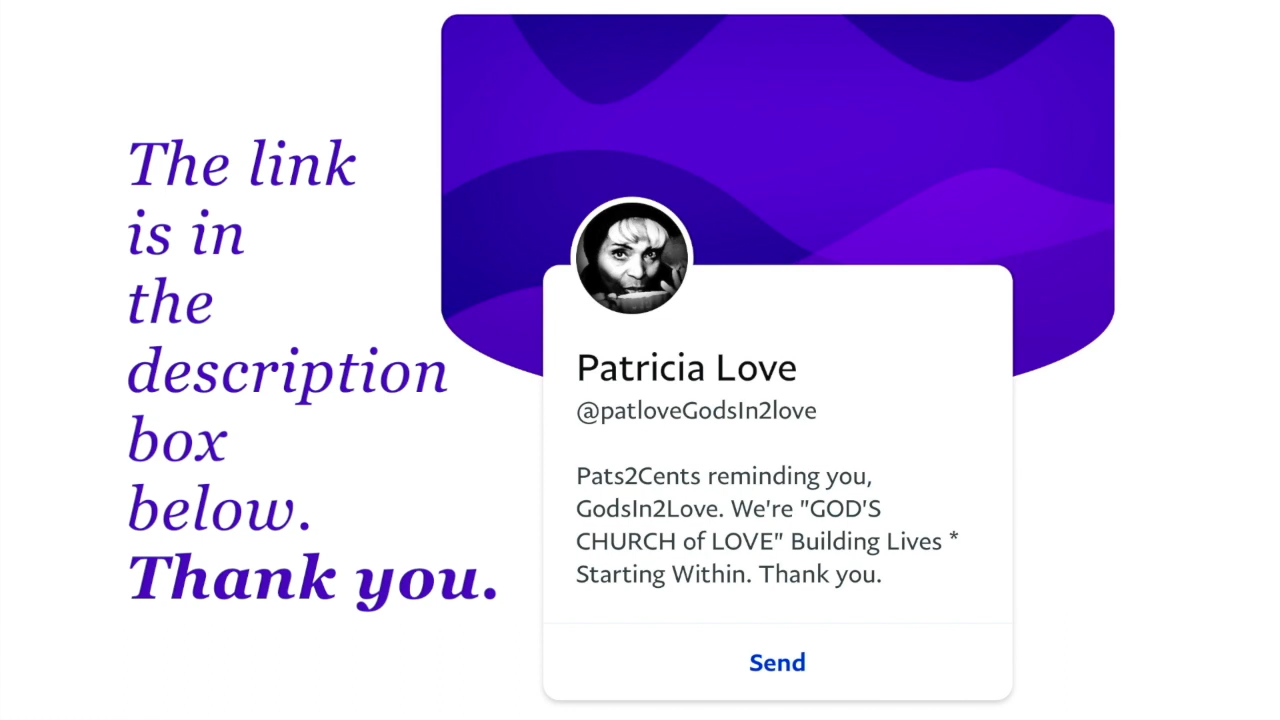 The link
is in
the
description
box
below.
Thank you.
Patricia Love
@patloveGodsIn2love
Pats2Cents reminding you,
GodsIn2Love. We're "GOD'S
CHURCH of LOVE" Building Lives *
Starting Within. Thank you.
Send